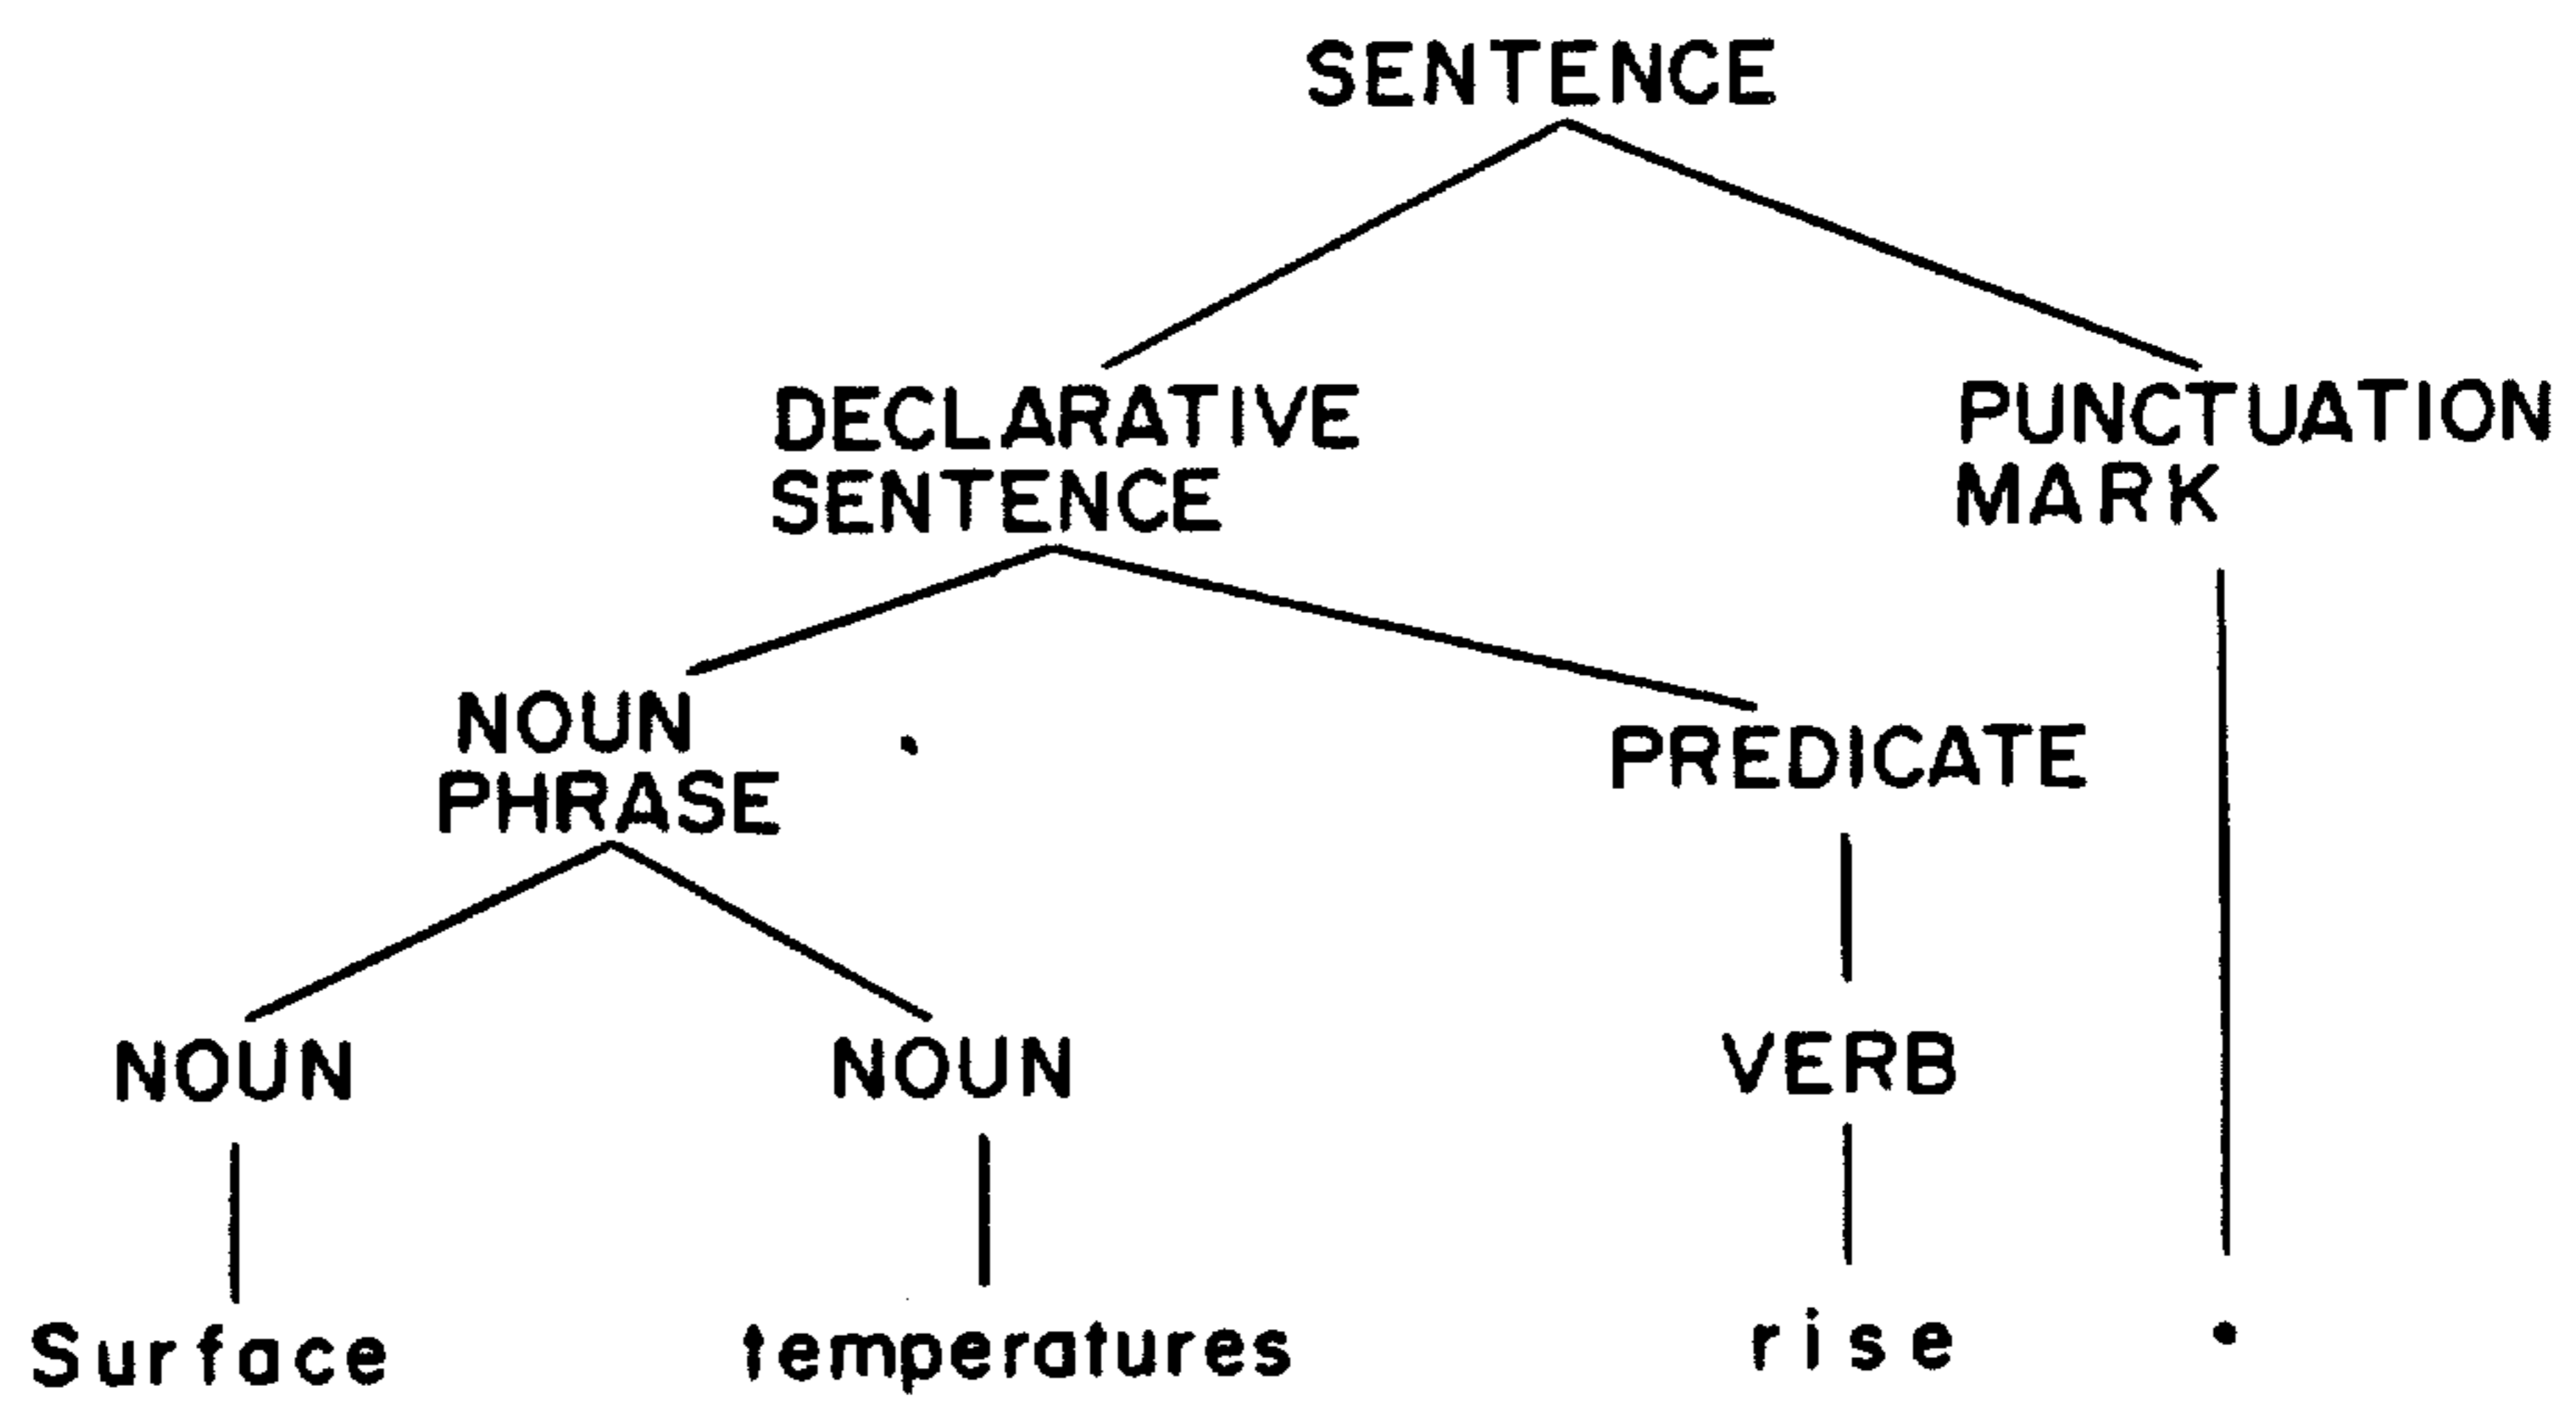 SENTENCE
DECLARATIVE
SENTENCE
PUNCTUATION
MARK
NOUN
PHRASE
PREDICATE
NOUN
NOUN
VERB
Surface
temperatures
rise
.